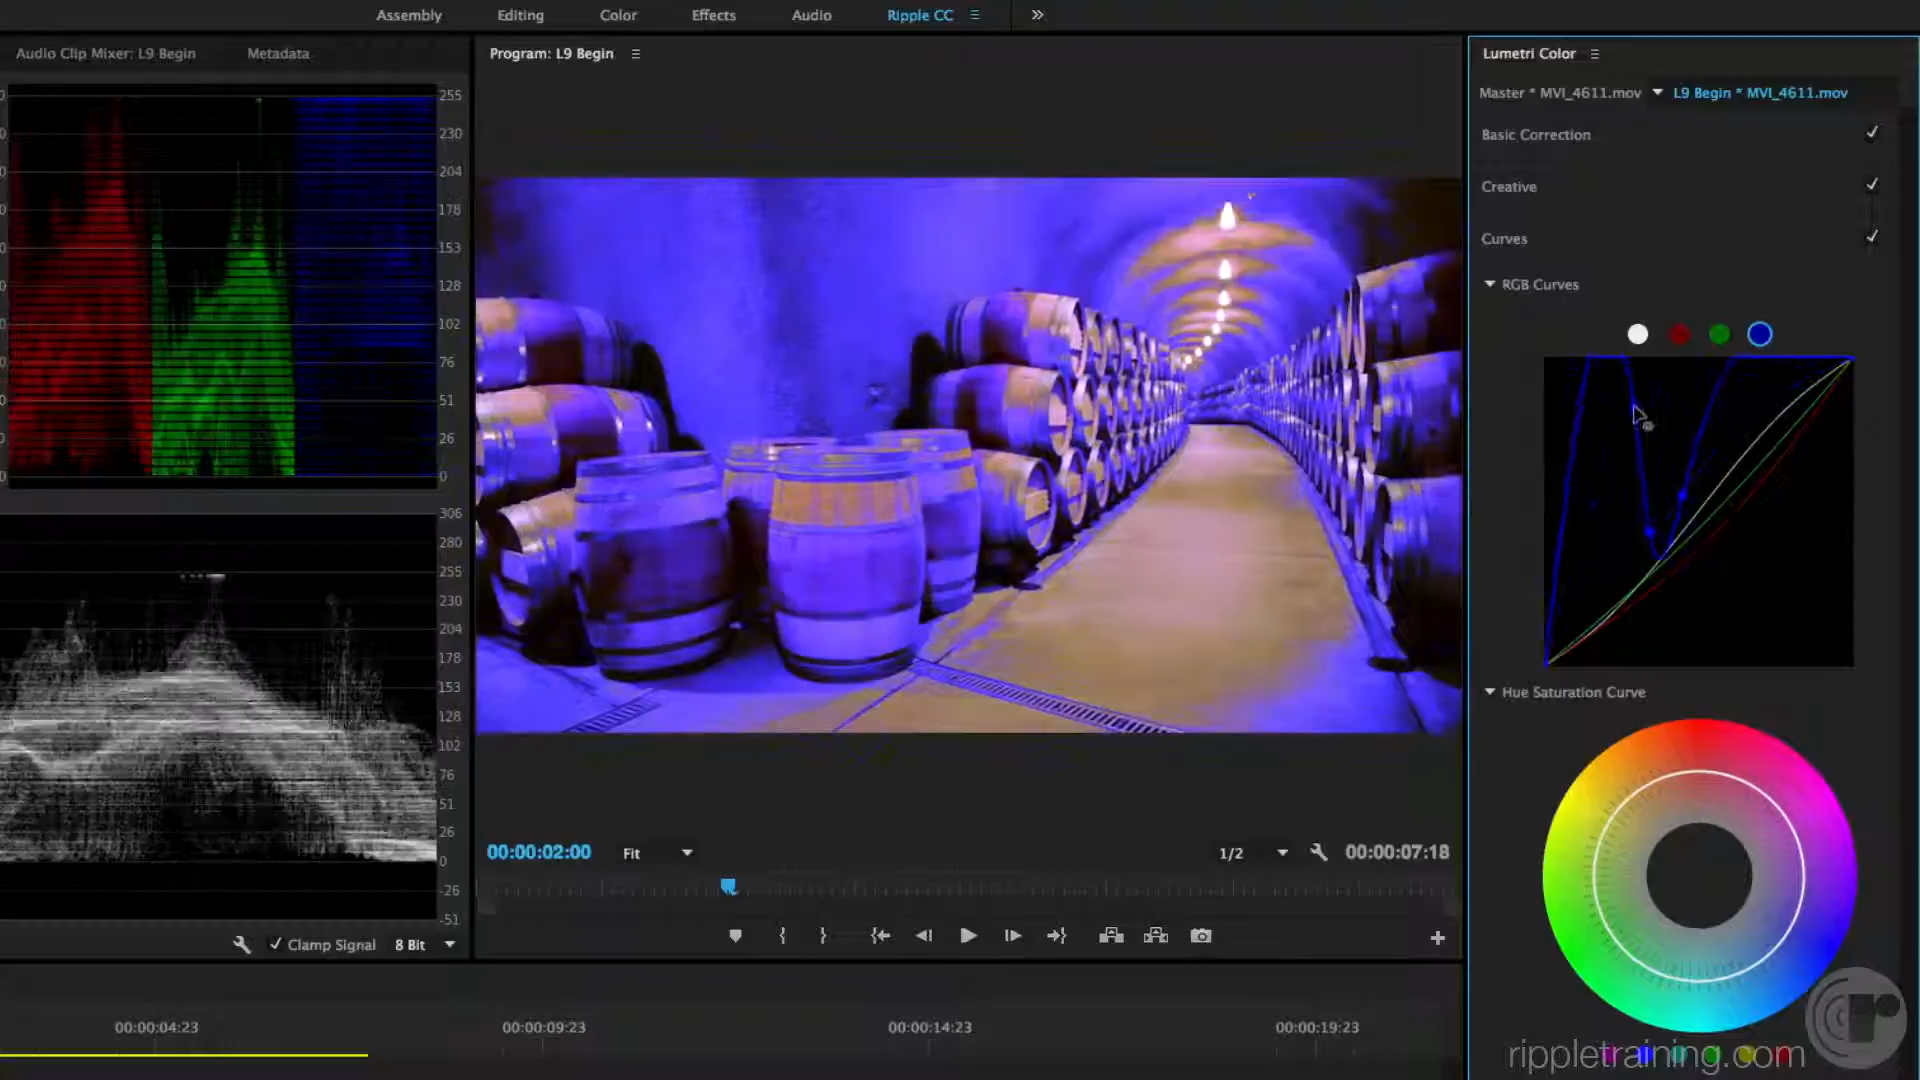 Assembly Editing Color Effects Audio Ripple CC
Audio Clip Mixer: L9 Begin Metadata
Program: L9 Begin
Lumetri Color
Master * MVI_4611.mov L9 Begin * MVI_4611.mov
Basic Correction
Creative
Curves
RGB Curves
Hue Saturation Curve
255
230
204
178
153
128
102
76
51
26
0
306
280
255
230
204
178
153
128
102
76
51
26
0
-26
-51
Clamp Signal 8 Bit
00:00:02:00 Fit 1/2 00:00:07:18
00:00:04:23 00:00:09:23 00:00:14:23 00:00:19:23
rippletraining.com